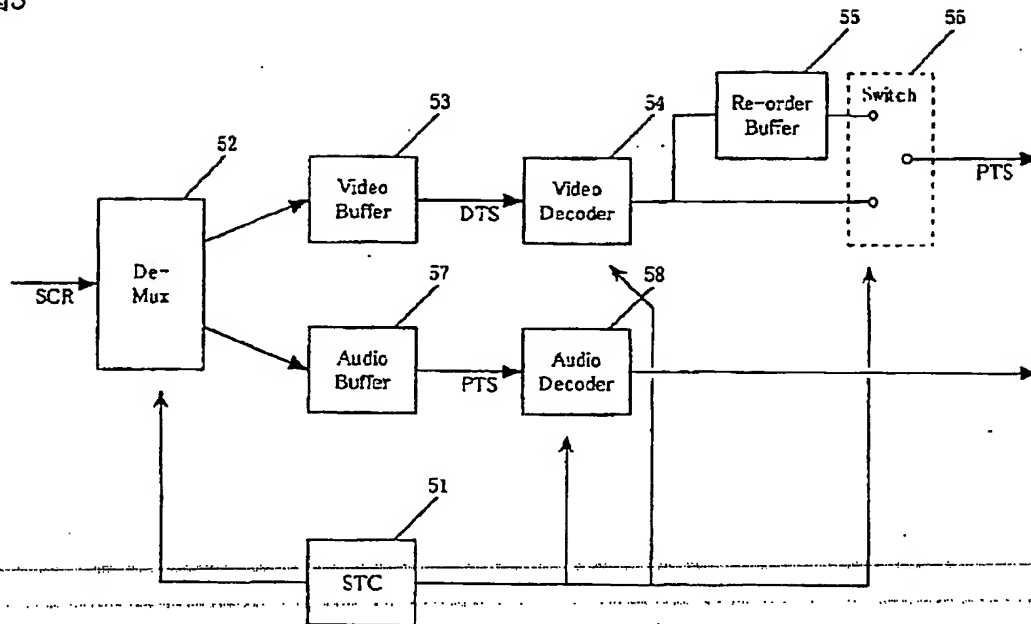 55
56
53
54
Re-order
Buffer
Switch
52
Video
Buffer
DTS
Video
Decoder
PTS
De-
Mux
SCR
57
58
Audio
Buffer
PTS
Audio
Decoder
51
STC